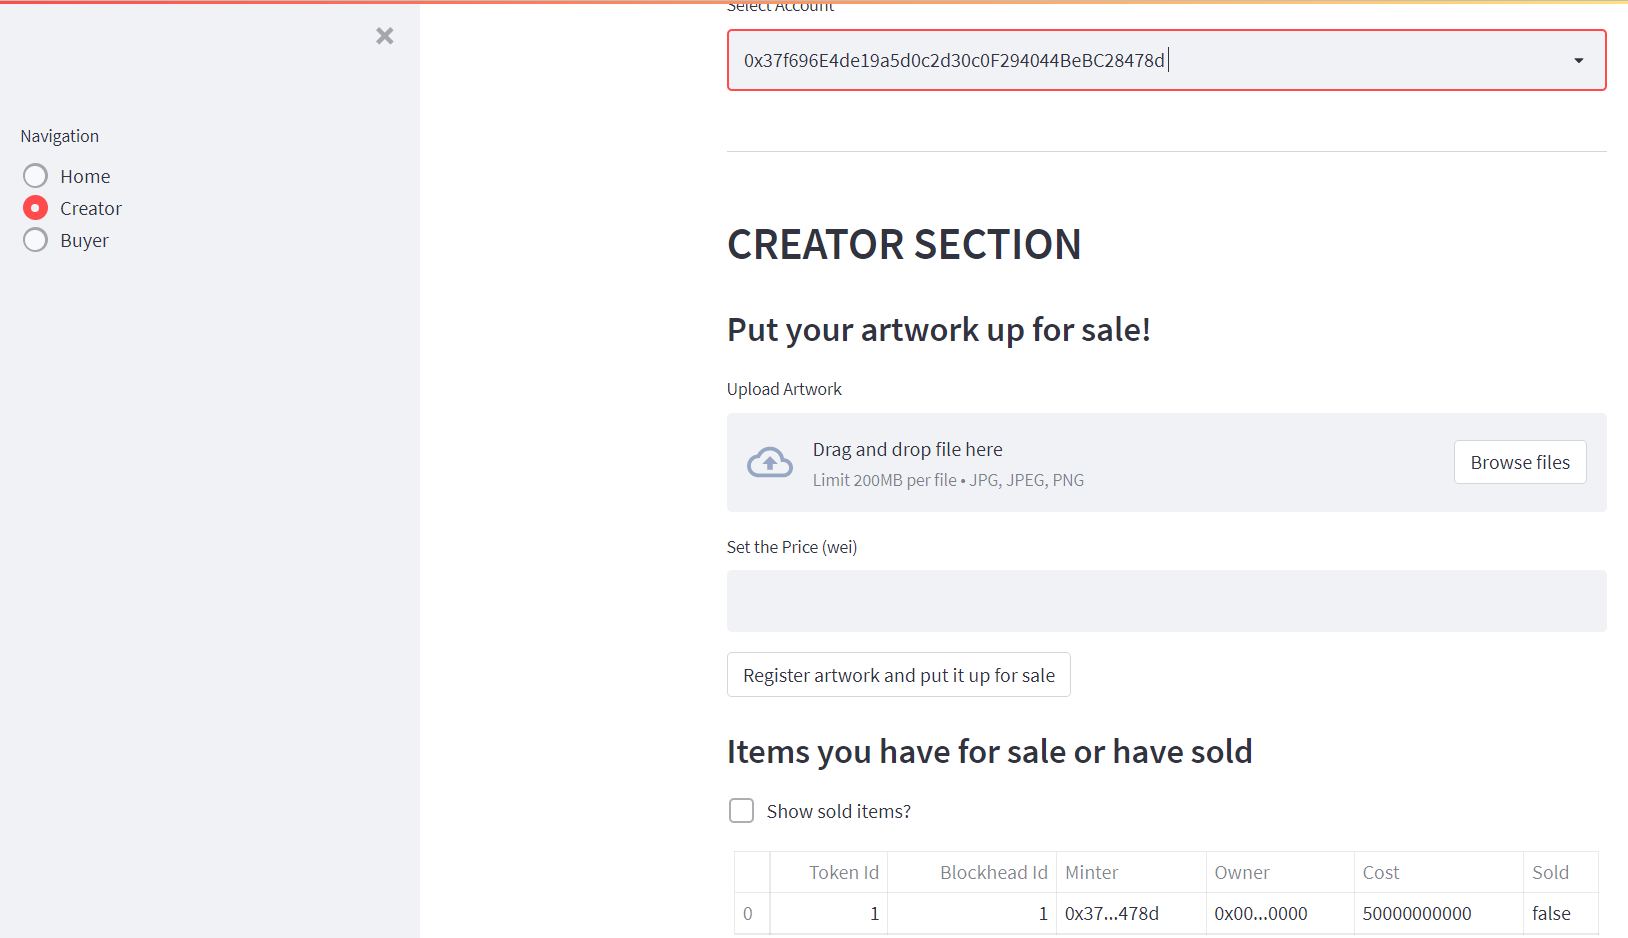 Select Account
0x37f696E4de19a5d0c2d30c0F294044BeBC28478d
Navigation
Home
Creator
Buyer
CREATOR SECTION
Put your artwork up for sale!
Upload Artwork
Drag and drop file here
Limit 200MB per file • JPG, JPEG, PNG
Browse files
Set the Price (wei)
Register artwork and put it up for sale
Items you have for sale or have sold
Show sold items?
Token Id Blockhead Id Minter Owner Cost Sold
0 1 1 0x37...478d 0x00...0000 50000000000 false